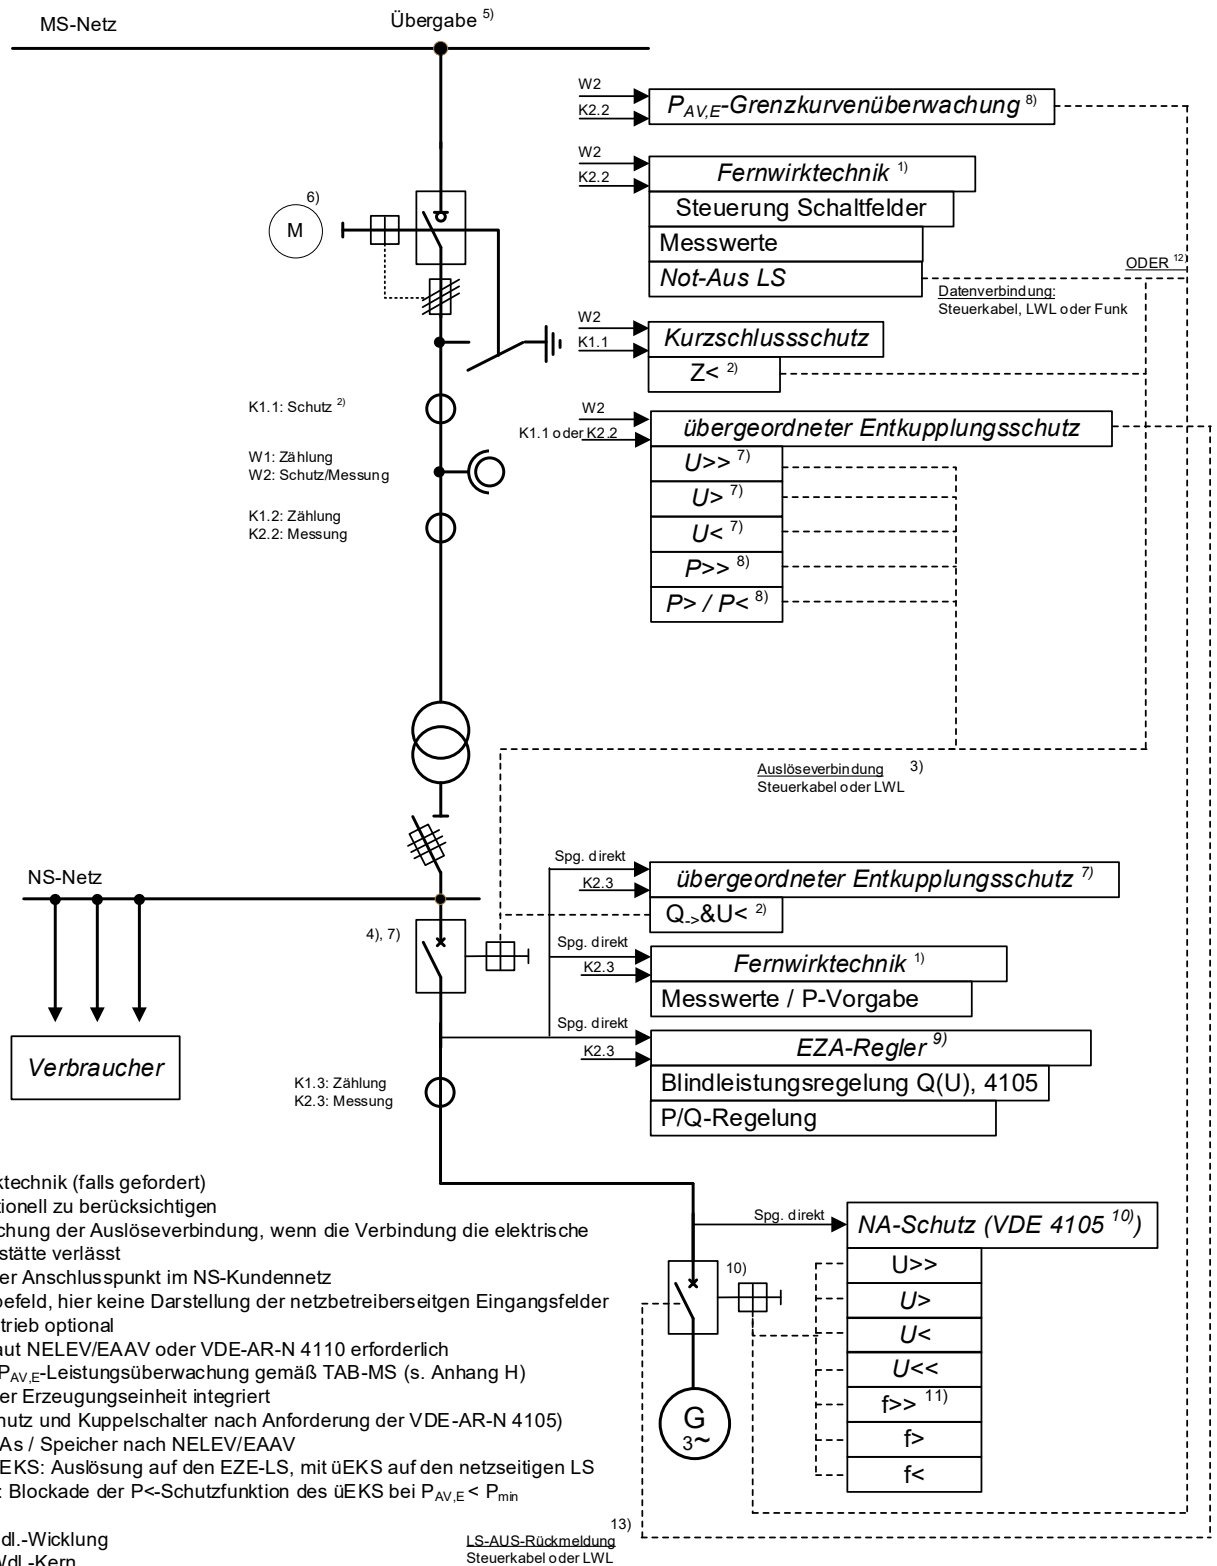 MS-Netz
Übergabe 5)
W2
K2.2
PAV,E-Grenzkurvenüberwachung 8)
W2
K2.2
Fernwirktechnik 1)
Steuerung Schaltfelder
Messwerte
Not-Aus LS
ODER 12)
Datenverbindung:
Steuerkabel, LWL oder Funk
6)
M
W2
K1.1
Kurzschlussschutz
Z< 2)
K1.1: Schutz 2)
W1: Zählung
W2: Schutz/Messung
K1.2: Zählung
K2.2: Messung
W2
K1.1 oder K2.2
übergeordneter Entkupplungsschutz
U>> 7)
U> 7)
U< 7)
P>> 8)
P> / P< 8)
Auslöseverbindung 3)
Steuerkabel oder LWL
NS-Netz
4), 7)
Verbraucher
Spg. direkt
K2.3
übergeordneter Entkupplungsschutz 7)
Q->&U< 2)
Spg. direkt
K2.3
Fernwirktechnik 1)
Messwerte / P-Vorgabe
Spg. direkt
K2.3
EZA-Regler 9)
Blindleistungsregelung Q(U), 4105
P/Q-Regelung
K1.3: Zählung
K2.3: Messung
Spg. direkt
NA-Schutz (VDE 4105 10))
U>>
U>
U<
U<<
f>> 11)
f>
f<
10)
G
3~
ktechnik (falls gefordert)
tionell zu berücksichtigen
chung der Auslöseverbindung, wenn die Verbindung die elektrische
stätte verlässt
er Anschlusspunkt im NS-Kundennetz
befeld, hier keine Darstellung der netzbetreiberseitgen Eingangsfelder
trieb optional
aut NELEV/EAAV oder VDE-AR-N 4110 erforderlich
PAV,E-Leistungsüberwachung gemäß TAB-MS (s. Anhang H)
er Erzeugungseinheit integriert
hutz und Kuppelschalter nach Anforderung der VDE-AR-N 4105)
As / Speicher nach NELEV/EAAV
EKS: Auslösung auf den EZE-LS, mit üEKS auf den netzseitigen LS
: Blockade der P<-Schutzfunktion des üEKS bei PAV,E < Pmin
dl.-Wicklung
Wdl.-Kern
LS-AUS-Rückmeldung 13)
Steuerkabel oder LWL